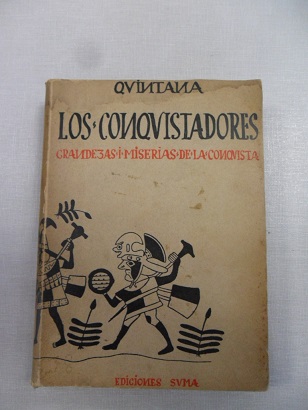 QVINTANA
LOS·CONQVISTADORES
GRANDEZAS·I·MISERIAS·DE·LA·CONQVISTA
EDICIONES SVMA